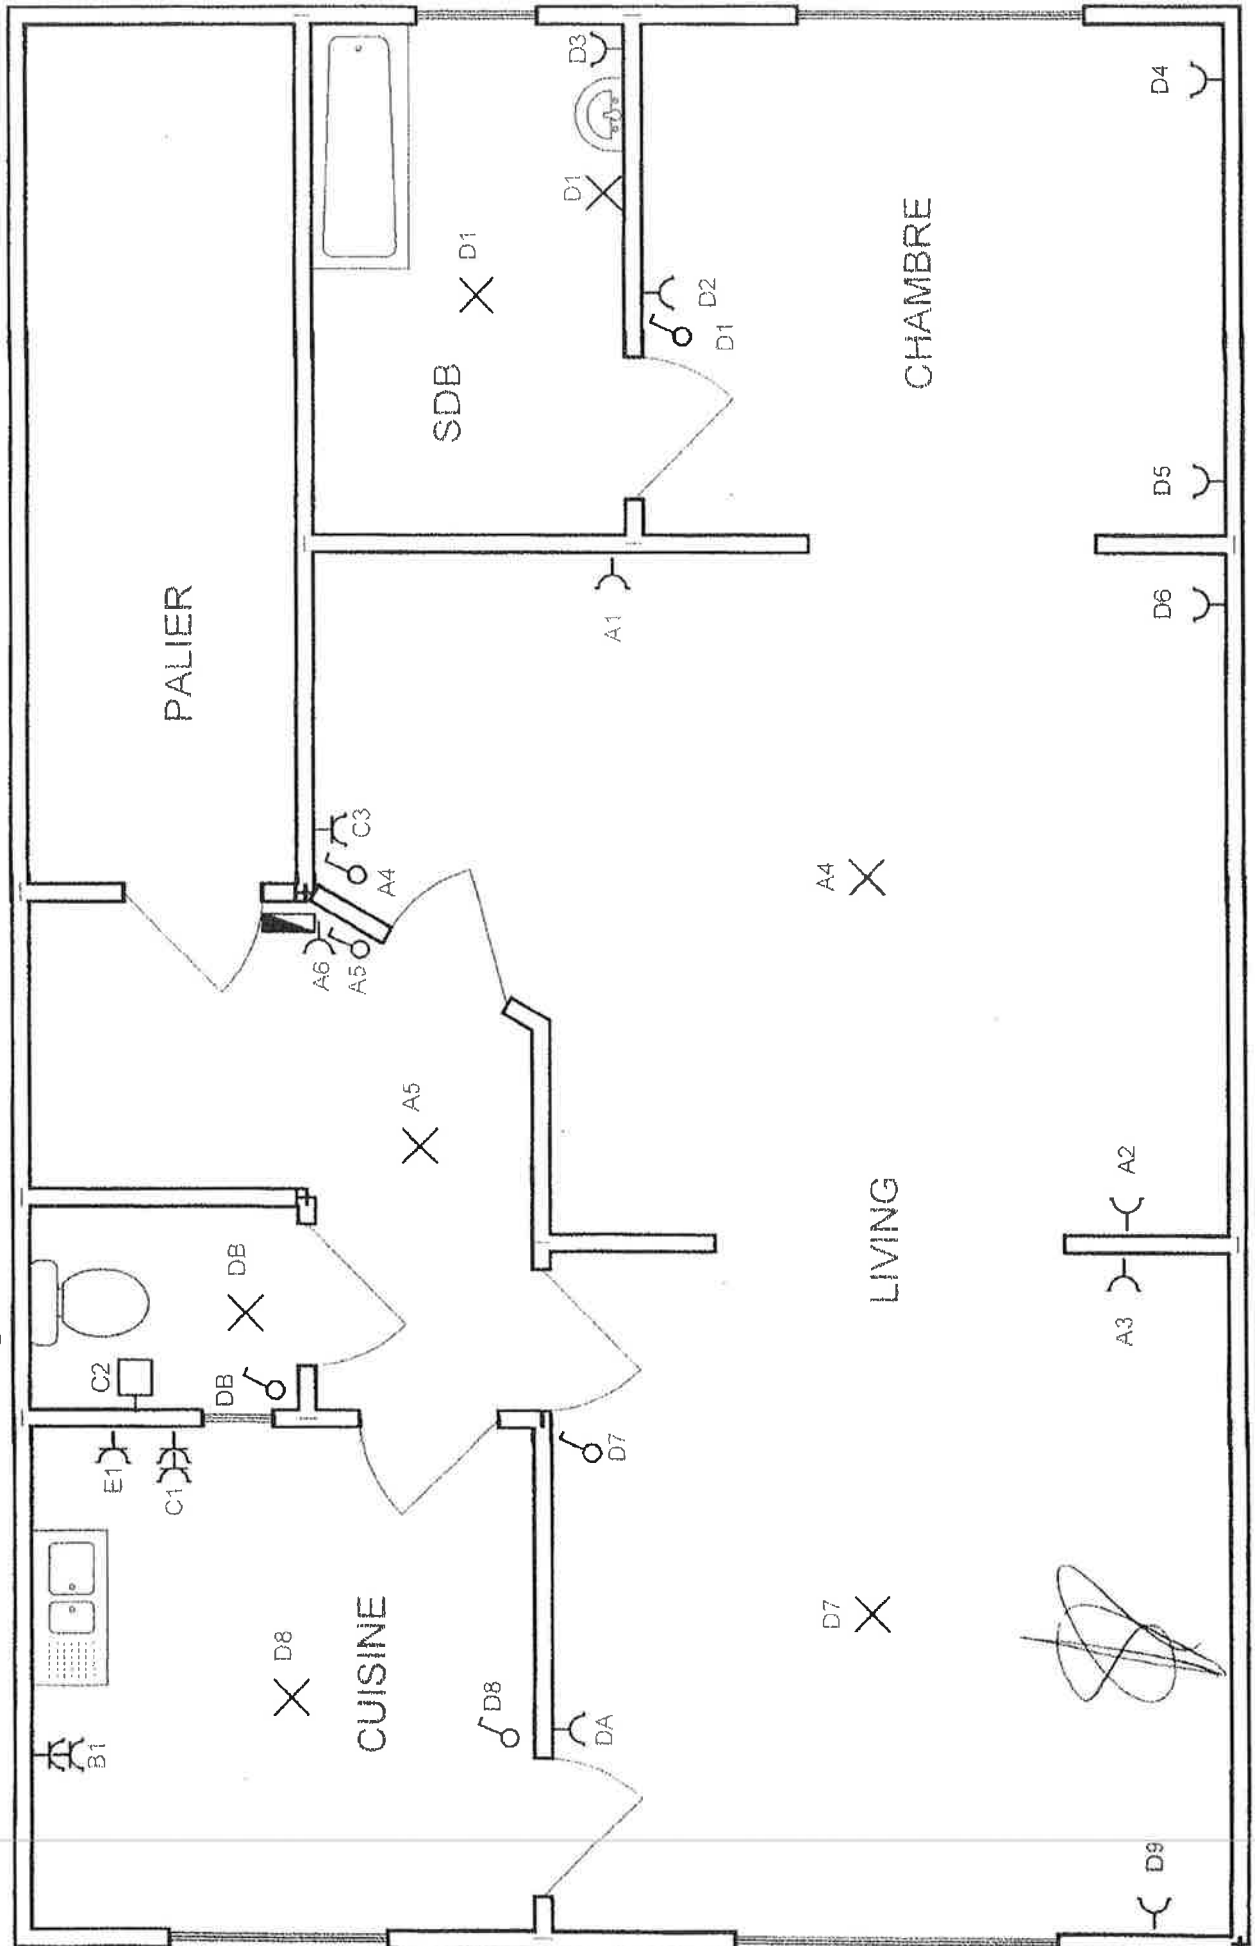 B1
E1
C2
C1
PALIER
DB
DB
D8
A6
A5
C3
CUISINE
A4
A5
SDB
D1
D8
D1
D3
DA
D7
A1
D2
D1
D7
A4
LIVING
CHAMBRE
A3
A2
D9
D6
D5
D4